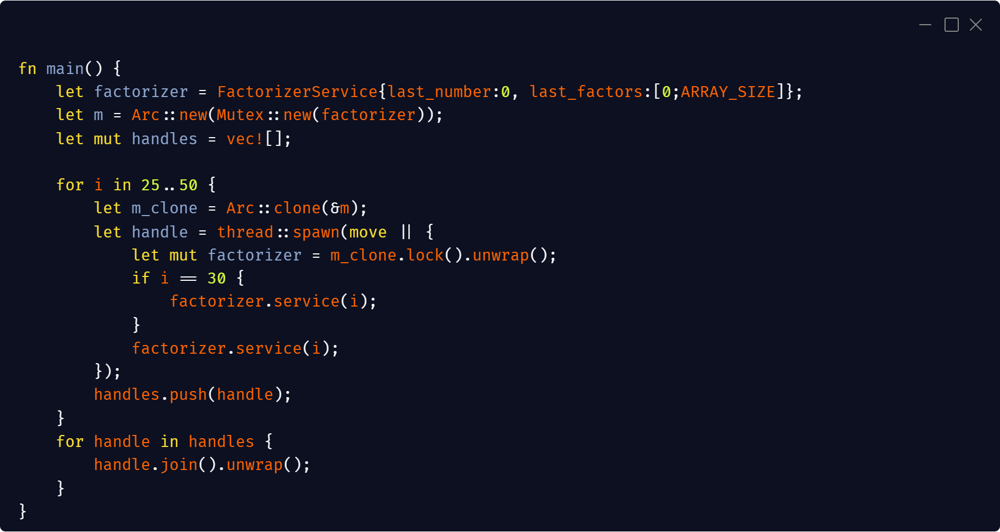 fn main() {
    let factorizer = FactorizerService{last_number:0, last_factors:[0;ARRAY_SIZE]};
    let m = Arc::new(Mutex::new(factorizer));
    let mut handles = vec![];

    for i in 25..50 {
        let m_clone = Arc::clone(&m);
        let handle = thread::spawn(move || {
            let mut factorizer = m_clone.lock().unwrap();
            if i == 30 {
                factorizer.service(i);
            }
            factorizer.service(i);
        });
        handles.push(handle);
    }
    for handle in handles {
        handle.join().unwrap();
    }
}